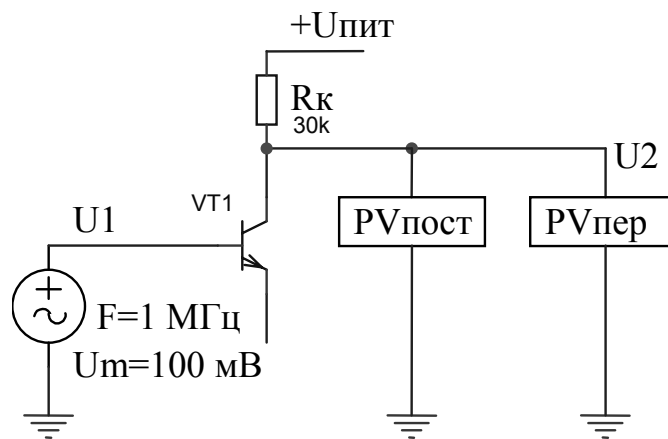 +Uпит
Rк
30k
U2
VT1
U1
PVпост
PVпер
F=1 МГц
Um=100 мВ